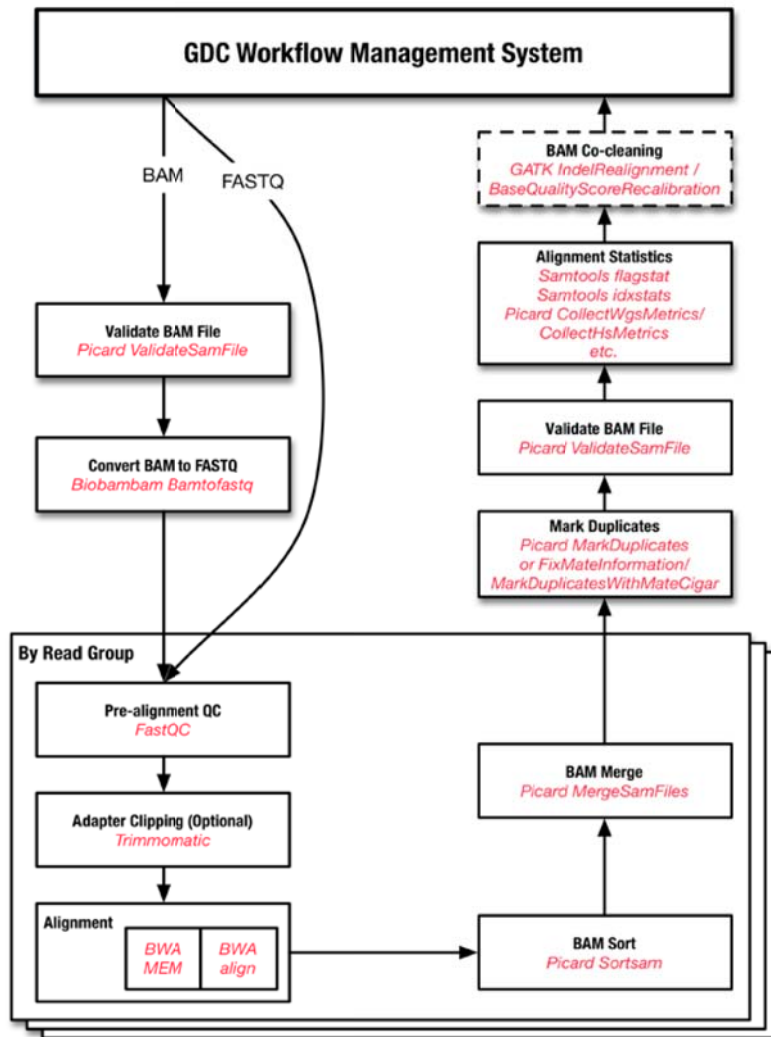 GDC Workflow Management System
BAM
FASTQ
Validate BAM File
Picard ValidateSamFile
Convert BAM to FASTQ
Biobambam Bamtofastq
By Read Group
Pre-alignment QC
FastQC
Adapter Clipping (Optional)
Trimmomatic
Alignment
BWA
MEM
BWA
align
BAM Sort
Picard Sortsam
BAM Merge
Picard MergeSamFiles
Mark Duplicates
Picard MarkDuplicates
or FixMateInformation/
MarkDuplicatesWithMateCigar
Validate BAM File
Picard ValidateSamFile
Alignment Statistics
Samtools flagstat
Samtools idxstats
Picard CollectWgsMetrics/
CollectHsMetrics
etc.
BAM Co-cleaning
GATK IndelRealignment /
BaseQualityScoreRecalibration